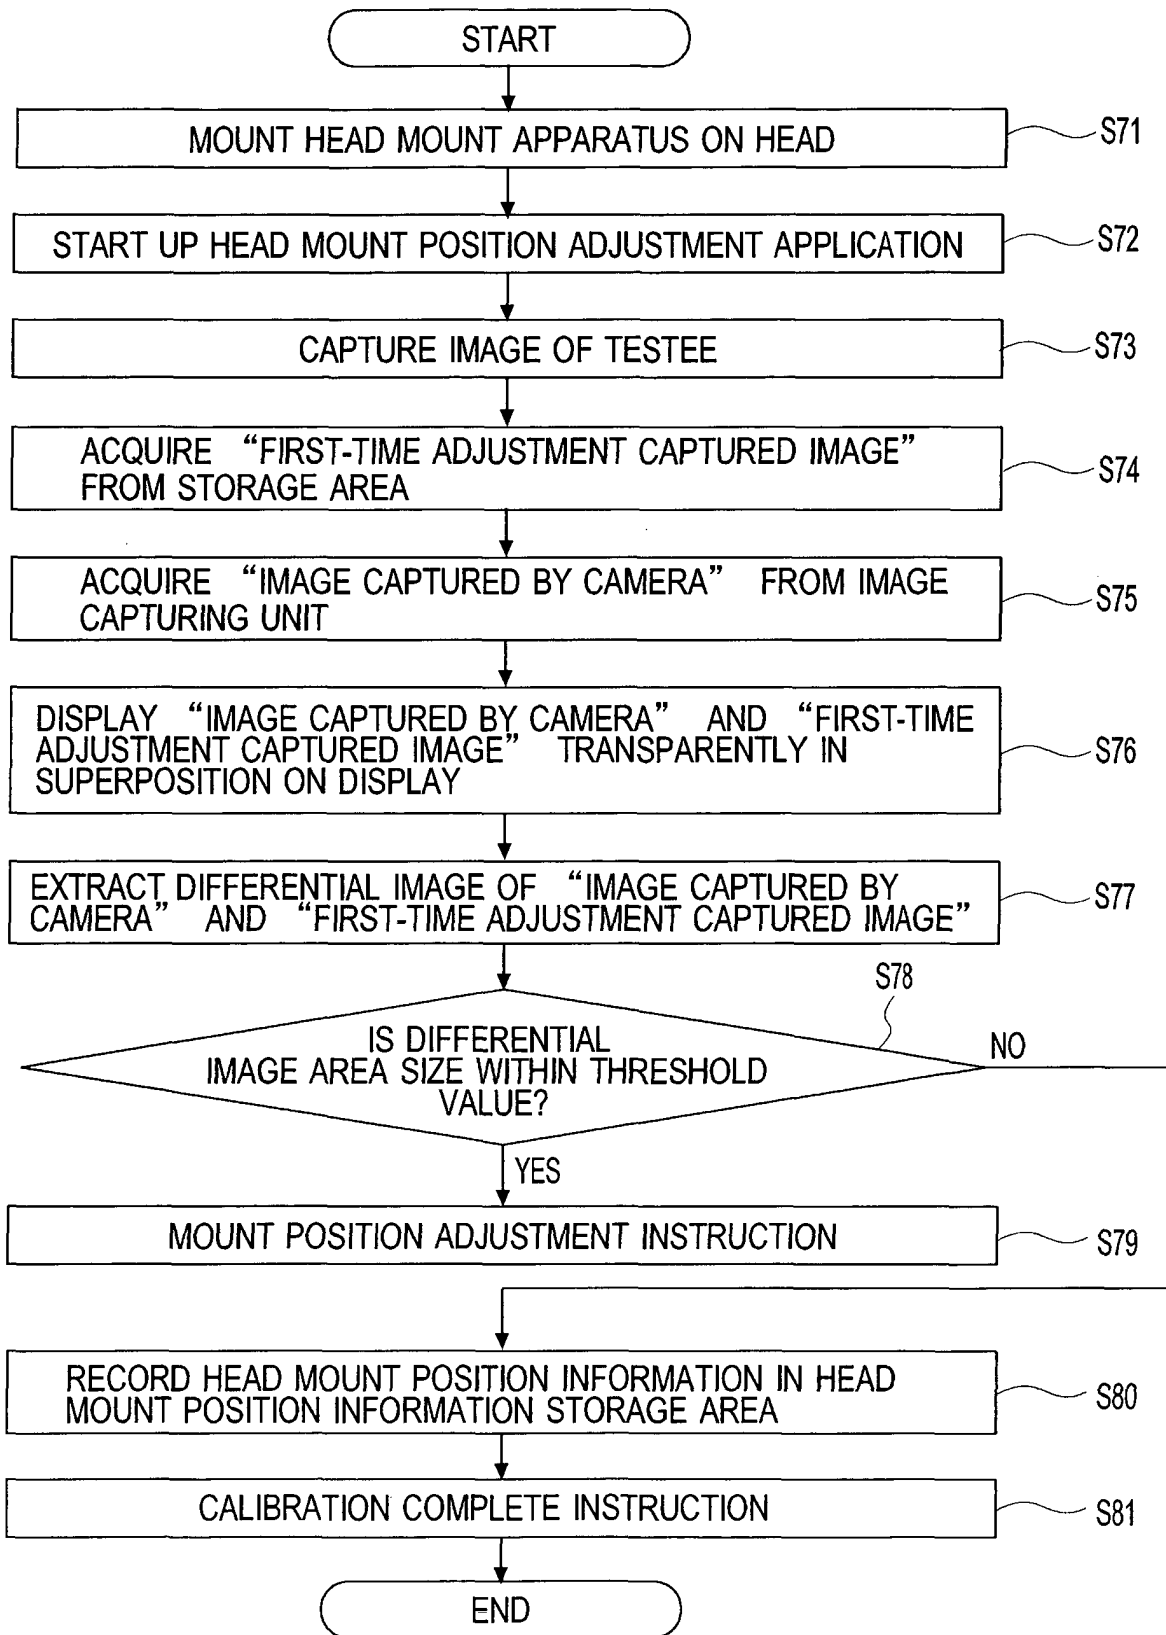 START
MOUNT HEAD MOUNT APPARATUS ON HEAD
S71
START UP HEAD MOUNT POSITION ADJUSTMENT APPLICATION
S72
CAPTURE IMAGE OF TESTEE
S73
ACQUIRE “FIRST-TIME ADJUSTMENT CAPTURED IMAGE”
FROM STORAGE AREA
S74
ACQUIRE “IMAGE CAPTURED BY CAMERA” FROM IMAGE
CAPTURING UNIT
S75
DISPLAY “IMAGE CAPTURED BY CAMERA” AND “FIRST-TIME
ADJUSTMENT CAPTURED IMAGE” TRANSPARENTLY IN
SUPERPOSITION ON DISPLAY
S76
EXTRACT DIFFERENTIAL IMAGE OF “IMAGE CAPTURED BY
CAMERA” AND “FIRST-TIME ADJUSTMENT CAPTURED IMAGE”
S77
S78
IS DIFFERENTIAL
IMAGE AREA SIZE WITHIN THRESHOLD
VALUE?
NO
YES
MOUNT POSITION ADJUSTMENT INSTRUCTION
S79
RECORD HEAD MOUNT POSITION INFORMATION IN HEAD
MOUNT POSITION INFORMATION STORAGE AREA
S80
CALIBRATION COMPLETE INSTRUCTION
S81
END